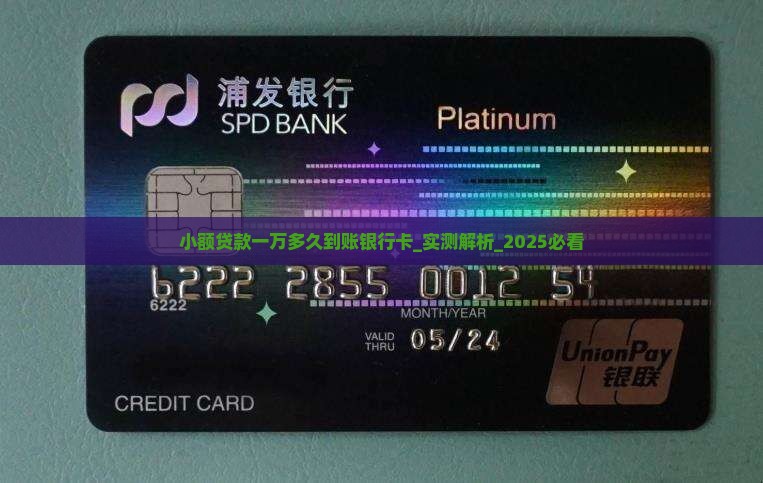 浦发银行
SPD BANK
Platinum
小额贷款一万多久到账银行卡_实测解析_2025必看
6222 2855 0012 54
6222
MONTH/YEAR
VALID THRU 05/24
UnionPay
银联
CREDIT CARD